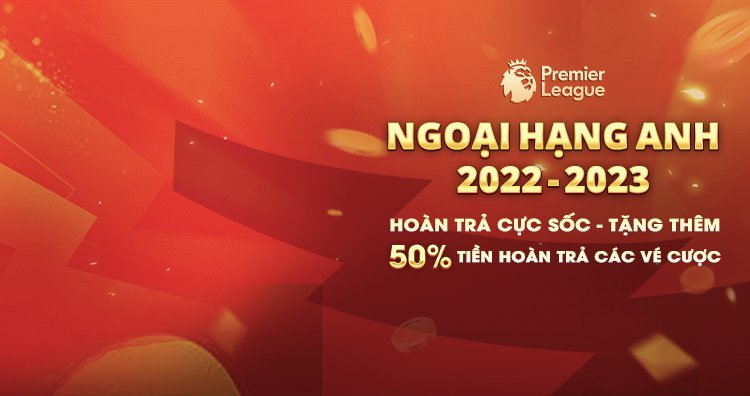 Premier
League
NGOẠI HẠNG ANH
2022 - 2023
HOÀN TRẢ CỰC SỐC - TẶNG THÊM
50% TIỀN HOÀN TRẢ CÁC VÉ CƯỢC